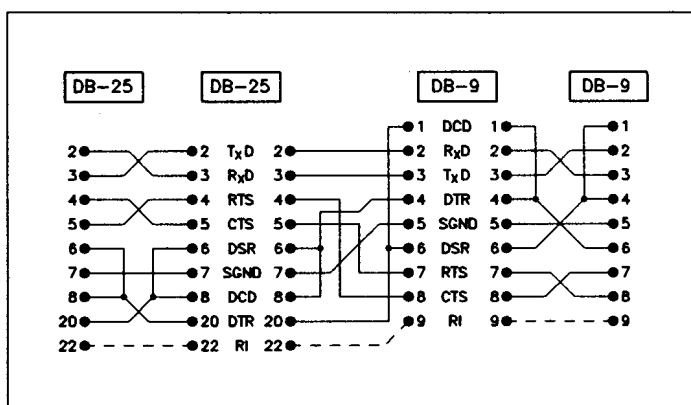 DB-25 DB-25 DB-9 DB-9
1 DCD 1 1
2 2 TxD 2 2 RxD 2 2
3 3 RxD 3 3 TxD 3 3
4 4 RTS 4 4 DTR 4 4
5 5 CTS 5 5 SGND 5 5
6 6 DSR 6 6 DSR 6 6
7 7 SGND 7 7 RTS 7 7
8 8 DCD 8 8 CTS 8 8
20 20 DTR 20 9 RI 9 9
22 22 RI 22